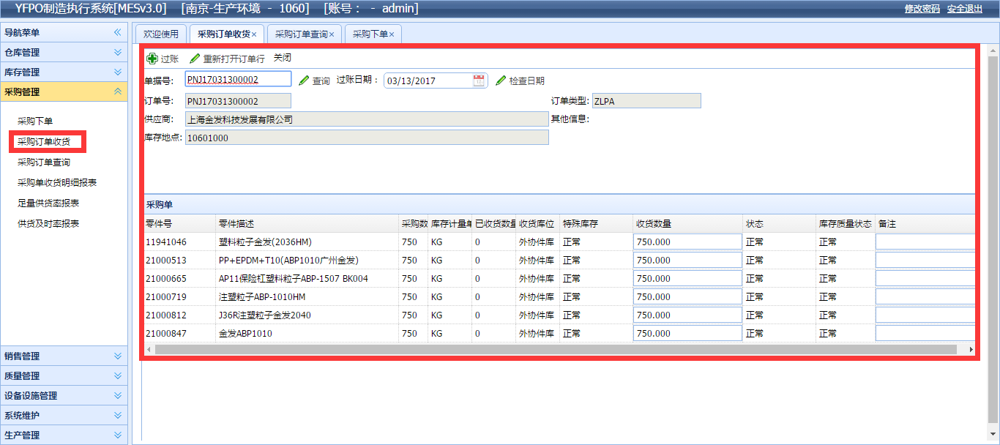 YFPO制造执行系统[MESv3.0] [南京-生产环境 - 1060] [账号： - admin] 修改密码 安全退出
导航菜单
仓库管理
库存管理
采购管理
采购下单
采购订单收货
采购订单查询
采购单收货明细报表
足量供货率报表
供货及时率报表
销售管理
质量管理
设备设施管理
系统维护
生产管理
欢迎使用 采购订单收货× 采购订单查询× 采购下单×
过账 重新打开订单行 关闭
单据号: PNJ17031300002 查询 过账日期： 03/13/2017 检查日期
订单号: PNJ17031300002 订单类型: ZLPA
供应商: 上海金发科技发展有限公司 其他信息:
库存地点: 10601000
采购单
零件号 零件描述 采购数 库存计量单 已收货数量 收货库位 特殊库存 收货数量 状态 库存质量状态 备注
11941046 塑料粒子金发(2036HM) 750 KG 0 外协件库 正常 750.000 正常 正常
21000513 PP+EPDM+T10(ABP1010广州金发) 750 KG 0 外协件库 正常 750.000 正常 正常
21000665 AP11保险杠塑料粒子ABP-1507 BK004 750 KG 0 外协件库 正常 750.000 正常 正常
21000719 注塑粒子ABP-1010HM 750 KG 0 外协件库 正常 750.000 正常 正常
21000812 J36R注塑粒子金发2040 750 KG 0 外协件库 正常 750.000 正常 正常
21000847 金发ABP1010 750 KG 0 外协件库 正常 750.000 正常 正常